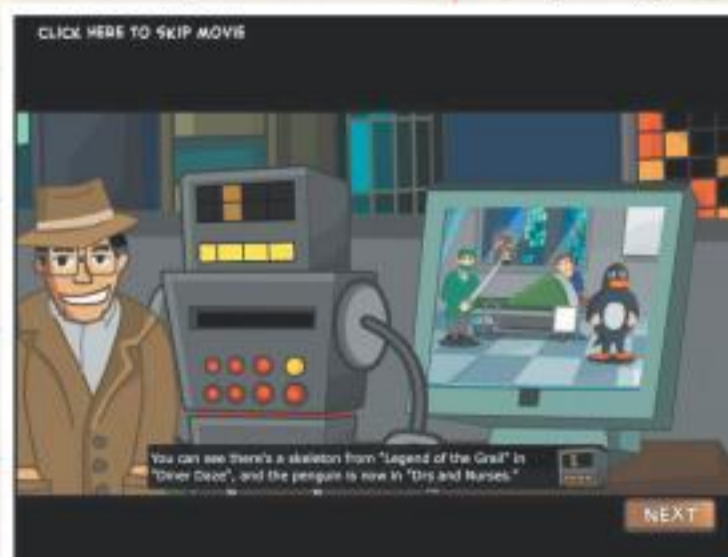 CLICK HERE TO SKIP MOVIE
You can see there's a skeleton from "Legend of the Grail" in
"Diner Daze", and the penguin is now in "Drs and Nurses."
NEXT